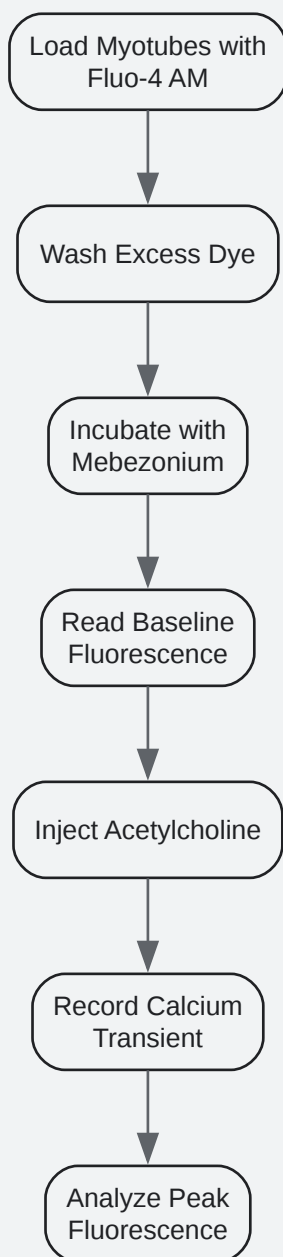 Load Myotubes with
Fluo-4 AM
Wash Excess Dye
Incubate with
Mebezonium
Read Baseline
Fluorescence
Inject Acetylcholine
Record Calcium
Transient
Analyze Peak
Fluorescence